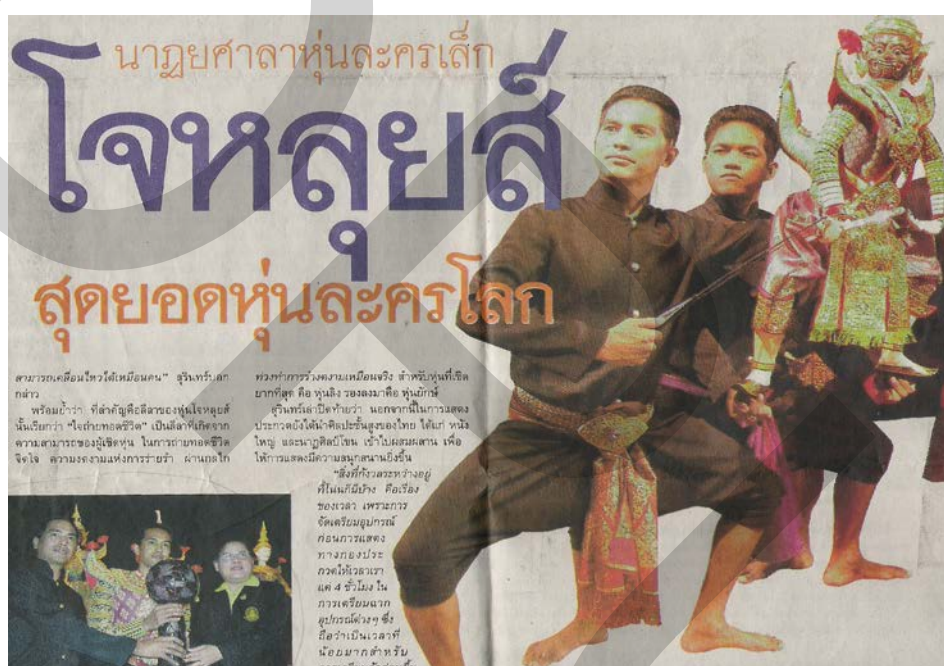 นาฏยศาลาหุ่นละครเล็ก
โจหลุยส์
สุดยอดหุ่นละครโลก
สามารถเคลื่อนไหวได้เหมือนคน" สุรินทร์บอก
กล่าว
พร้อมย้ำว่า ที่สำคัญคือลีลาของหุ่นโจหลุยส์
นั้นเรียกว่า "ใจถ่ายทอดชีวิต" เป็นลีลาที่เกิดจาก
ความสามารถของผู้เชิดหุ่น ในการถ่ายทอดชีวิต
จิตใจ ความงดงามแห่งการร่ายรำ ผ่านกลไก
ท่วงท่าการร่างดงามเหมือนจริง สำหรับหุ่นที่เชิด
ยากที่สุด คือ หุ่นลิง รองลงมาคือ หุ่นยักษ์
สุรินทร์เล่าปิดท้ายว่า นอกจากนี้ในการแสดง
ประกวดยังได้นำศิลปะชั้นสูงของไทย ได้แก่ หนัง
ใหญ่ และนาฏศิลป์โขน เข้าไปผสมผสาน เพื่อ
ให้การแสดงมีความสนุกสนานยิ่งขึ้น
"สิ่งที่กังวลระหว่างอยู่
ที่โน่นก็มีบ้าง คือเรื่อง
ของเวลา เพราะการ
จัดเตรียมอุปกรณ์
ก่อนการแสดง
ทางกองประ
กวดให้เวลาเรา
แค่ 4 ชั่วโมง ใน
การเตรียมฉาก
อุปกรณ์ต่างๆ ซึ่ง
ถือว่าเป็นเวลาที่
น้อยมากสำหรับ
1